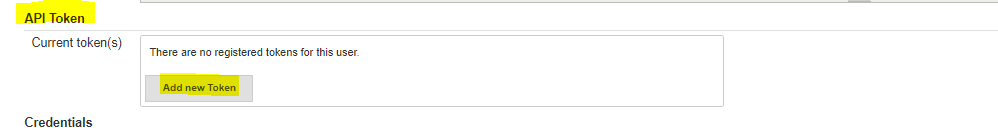 API Token
Current token(s)
There are no registered tokens for this user.
Add new Token
Credentials